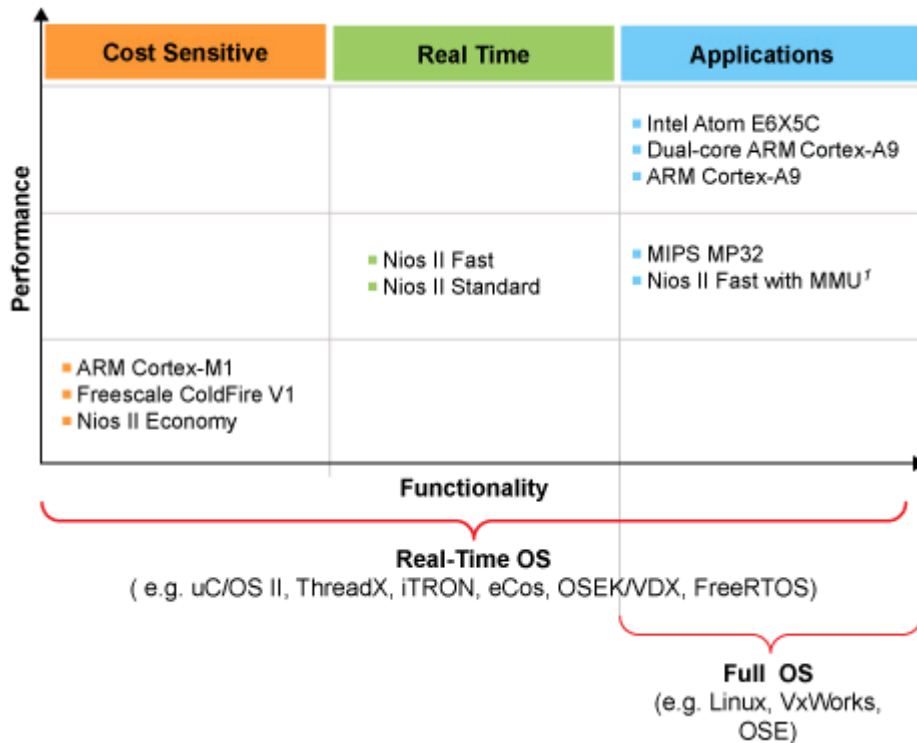 Cost Sensitive
Real Time
Applications
Performance
Intel Atom E6X5C
Dual-core ARM Cortex-A9
ARM Cortex-A9
Nios II Fast
Nios II Standard
MIPS MP32
Nios II Fast with MMU¹
ARM Cortex-M1
Freescale ColdFire V1
Nios II Economy
Functionality
Real-Time OS
( e.g. uC/OS II, ThreadX, iTRON, eCos, OSEK/VDX, FreeRTOS)
Full OS
(e.g. Linux, VxWorks,
OSE)